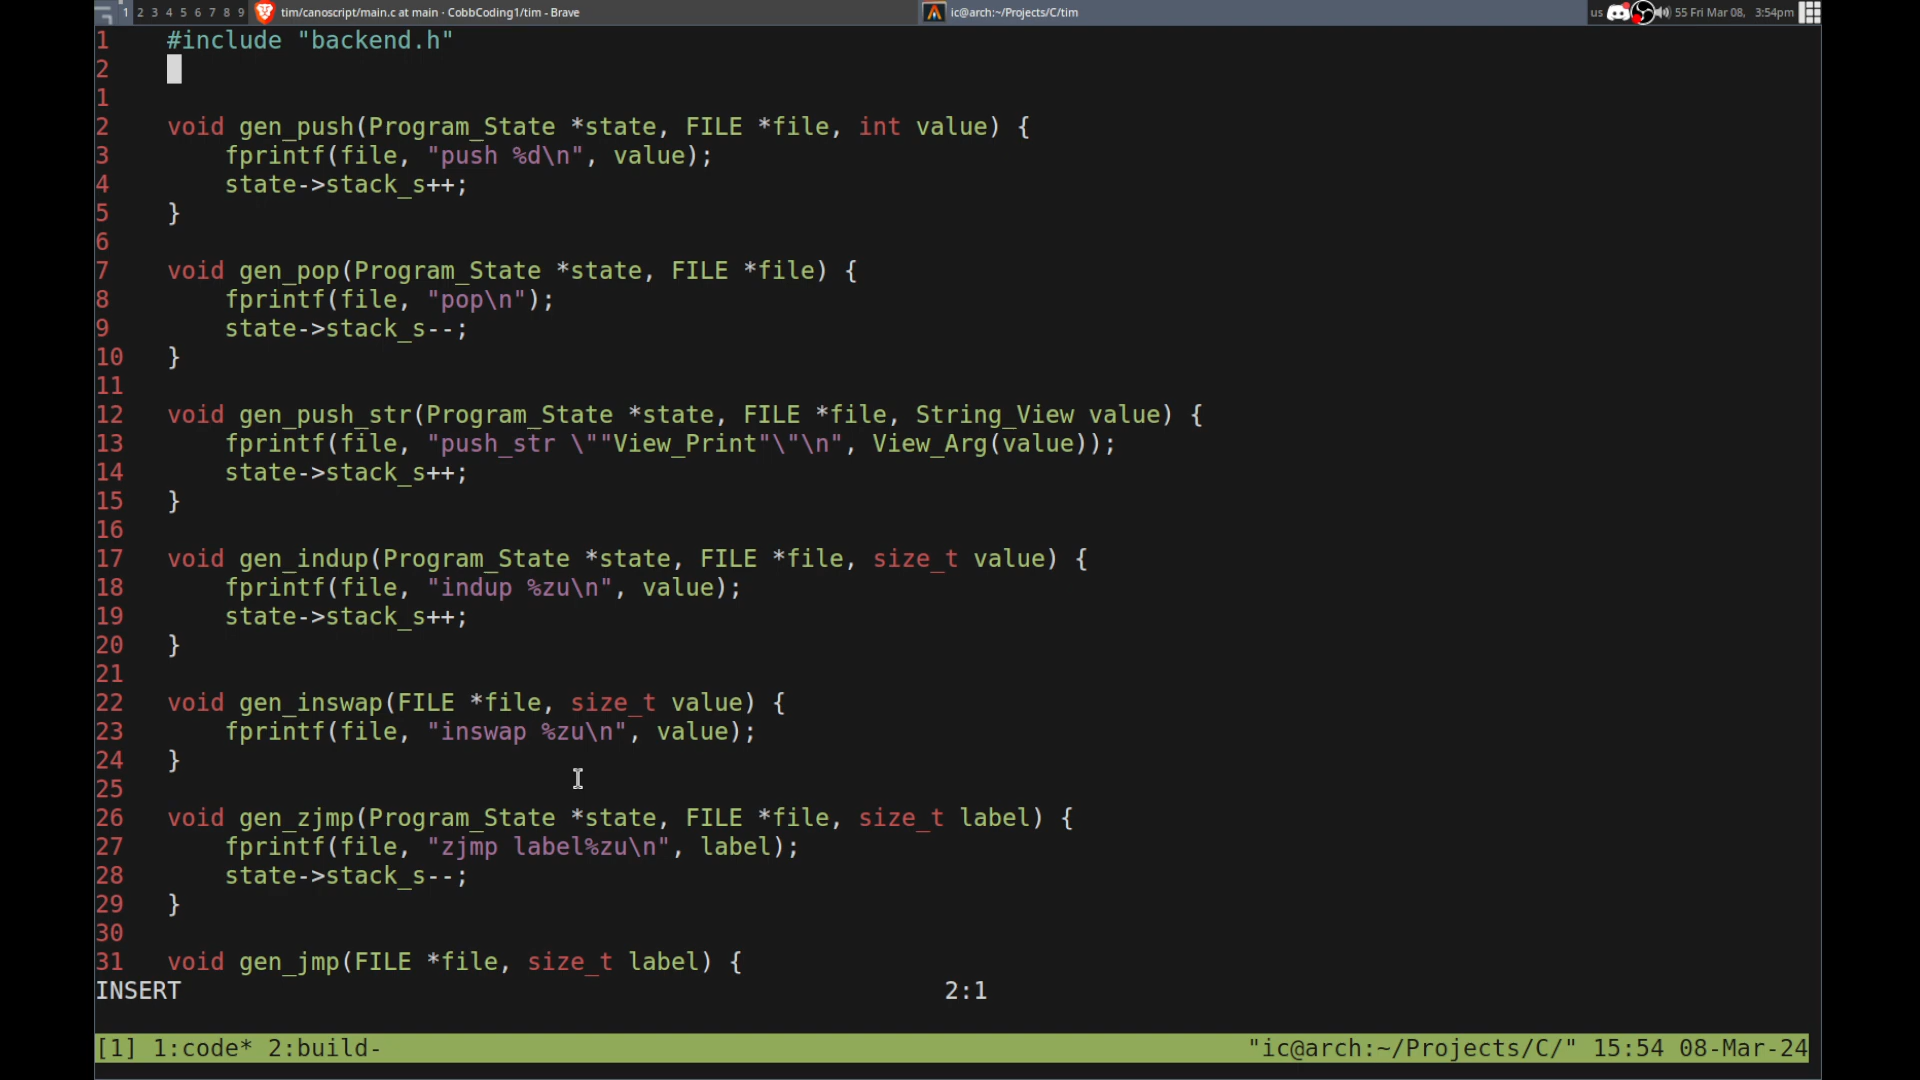 1 2 3 4 5 6 7 8 9 tim/canoscript/main.c at main · CobbCoding1/tim - Brave ic@arch:~/Projects/C/tim us 55 Fri Mar 08, 3:54pm
1 #include "backend.h"
2
1
2 void gen_push(Program_State *state, FILE *file, int value) {
3 fprintf(file, "push %d\n", value);
4 state->stack_s++;
5 }
6
7 void gen_pop(Program_State *state, FILE *file) {
8 fprintf(file, "pop\n");
9 state->stack_s--;
10 }
11
12 void gen_push_str(Program_State *state, FILE *file, String_View value) {
13 fprintf(file, "push_str \""View_Print"\"\n", View_Arg(value));
14 state->stack_s++;
15 }
16
17 void gen_indup(Program_State *state, FILE *file, size_t value) {
18 fprintf(file, "indup %zu\n", value);
19 state->stack_s++;
20 }
21
22 void gen_inswap(FILE *file, size_t value) {
23 fprintf(file, "inswap %zu\n", value);
24 }
25
26 void gen_zjmp(Program_State *state, FILE *file, size_t label) {
27 fprintf(file, "zjmp label%zu\n", label);
28 state->stack_s--;
29 }
30
31 void gen_jmp(FILE *file, size_t label) {
INSERT 2:1
[1] 1:code* 2:build- "ic@arch:~/Projects/C/" 15:54 08-Mar-24